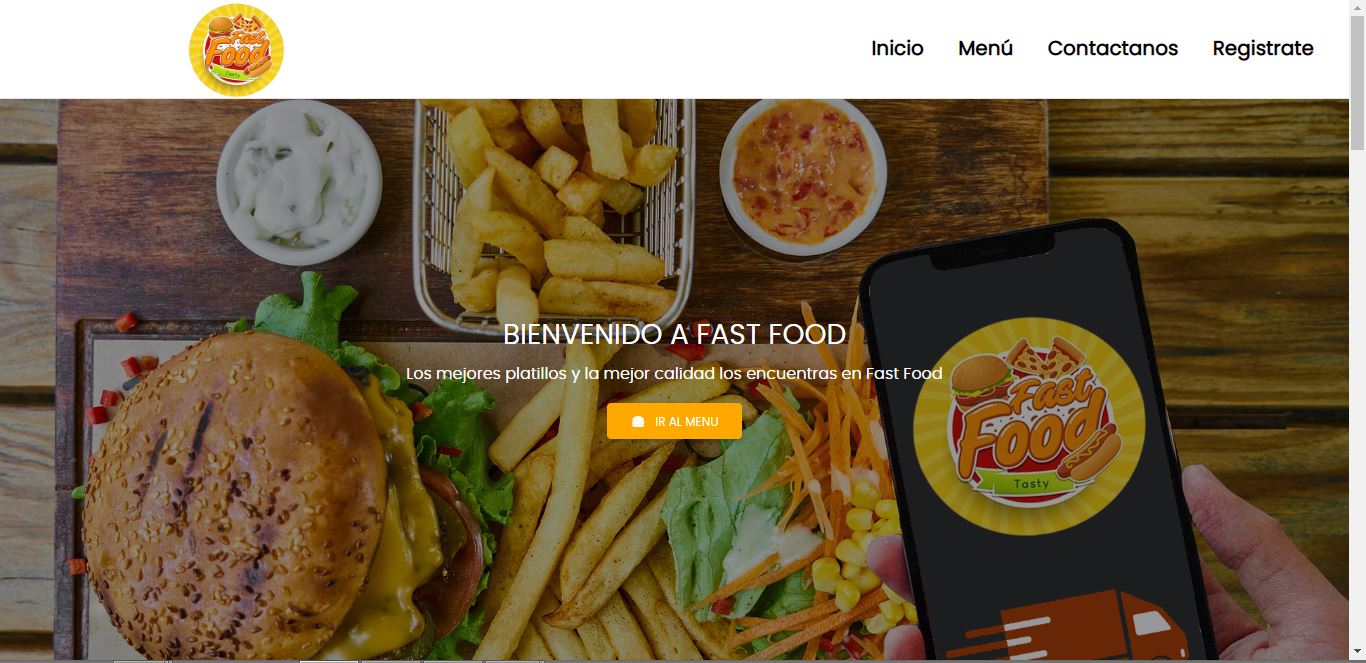 Fast
Food
Tasty
Inicio Menú Contactanos Registrate
BIENVENIDO A FAST FOOD
Los mejores platillos y la mejor calidad los encuentras en Fast Food
IR AL MENU
Fast
Food
Tasty